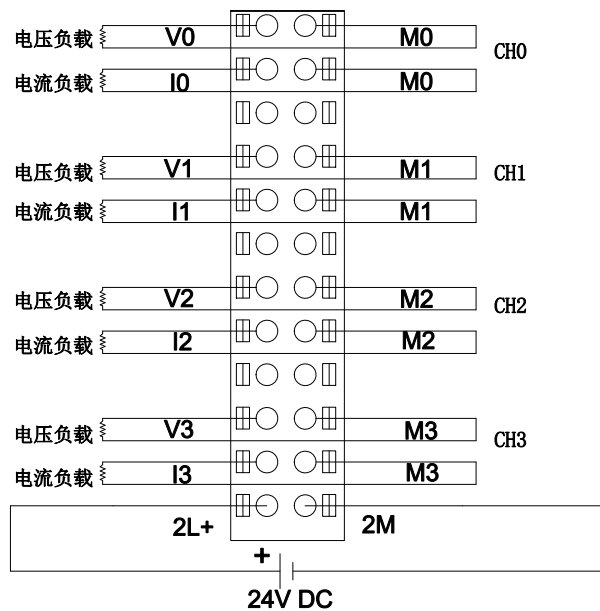 电压负载 V0 M0 CH0
电流负载 I0 M0
电压负载 V1 M1 CH1
电流负载 I1 M1
电压负载 V2 M2 CH2
电流负载 I2 M2
电压负载 V3 M3 CH3
电流负载 I3 M3
2L+ 2M
+
24V DC